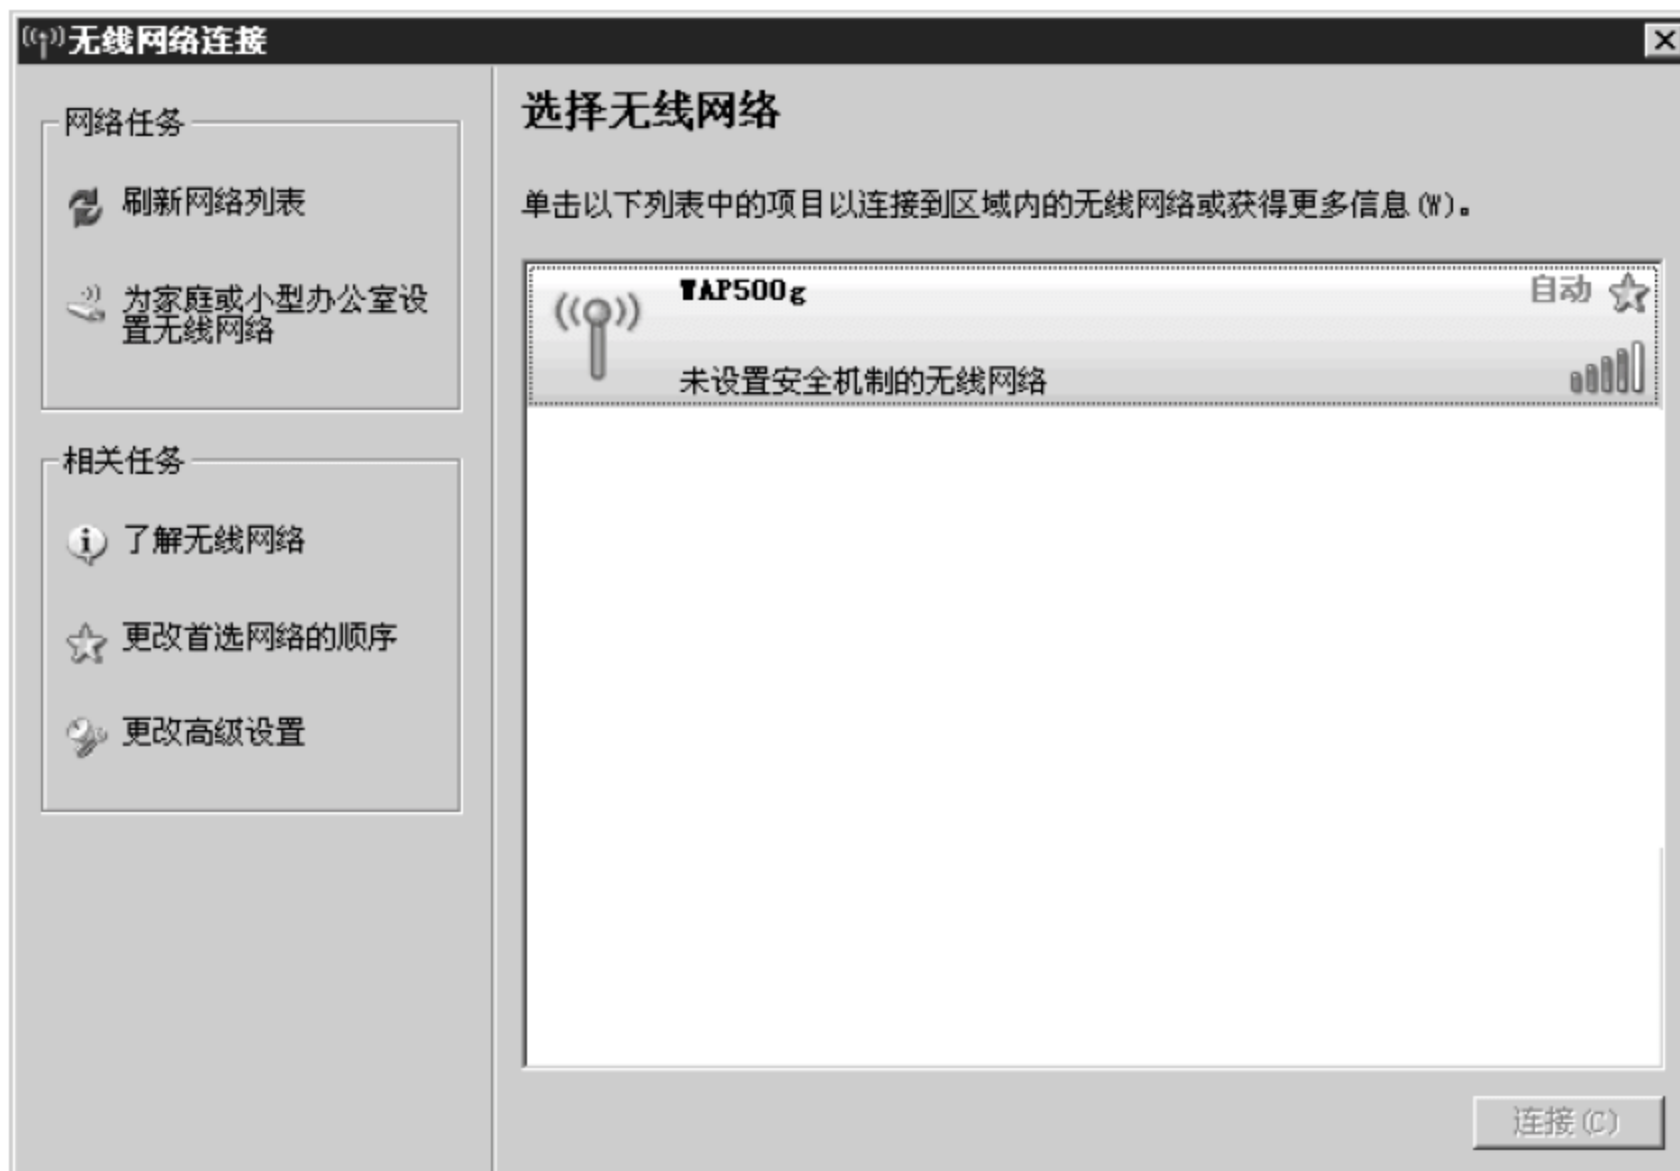 无线网络连接
网络任务
刷新网络列表
为家庭或小型办公室设
置无线网络
相关任务
了解无线网络
更改首选网络的顺序
更改高级设置
选择无线网络
单击以下列表中的项目以连接到区域内的无线网络或获得更多信息(W)。
WAP500g
自动
未设置安全机制的无线网络
连接(C)